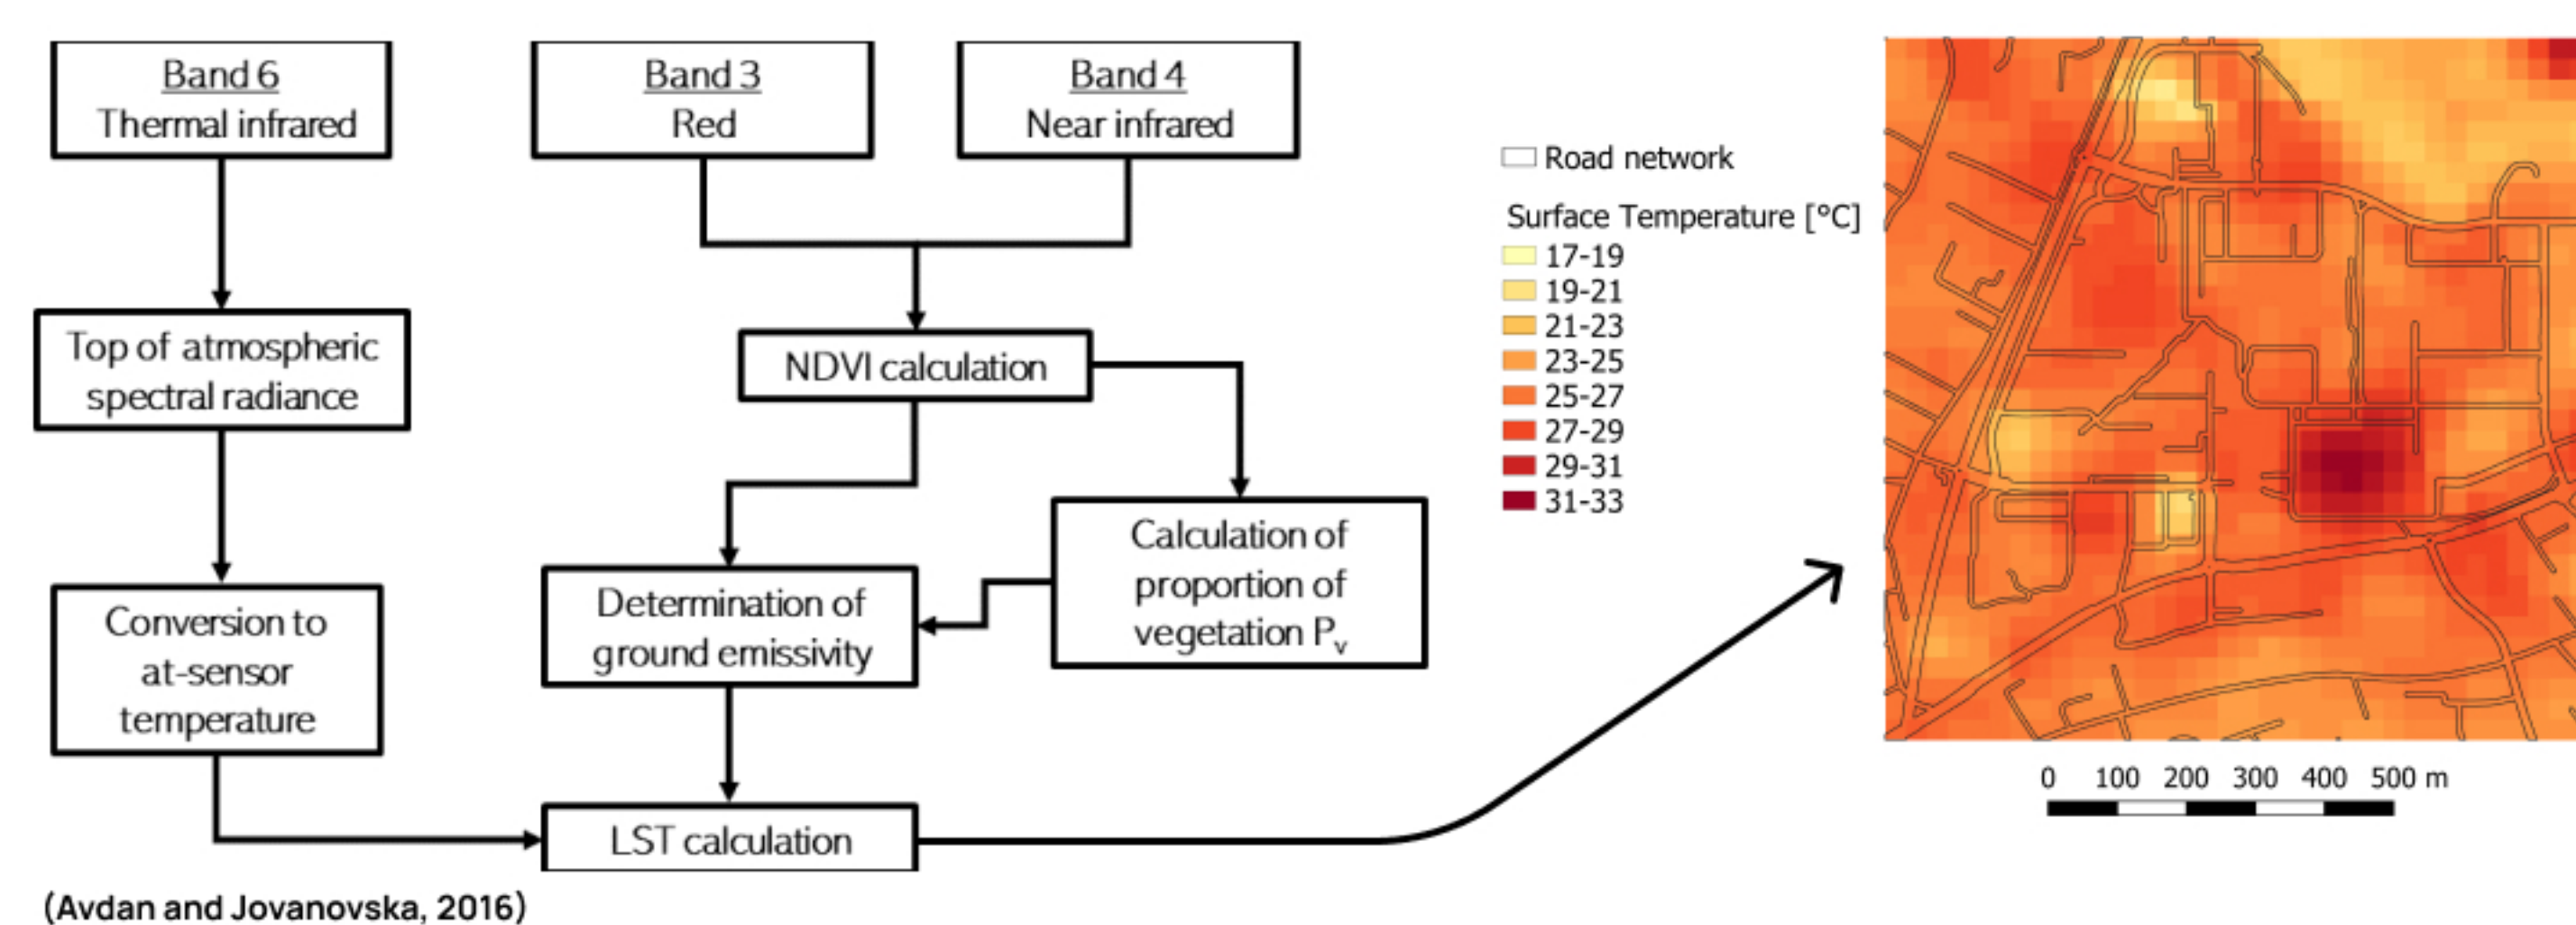 Band 6
Thermal infrared
Band 3
Red
Band 4
Near infrared
Top of atmospheric
spectral radiance
NDVI calculation
Conversion to
at-sensor
temperature
Determination of
ground emissivity
Calculation of
proportion of
vegetation Pv
LST calculation
(Avdan and Jovanovska, 2016)
Road network
Surface Temperature [°C]
17-19
19-21
21-23
23-25
25-27
27-29
29-31
31-33
0 100 200 300 400 500 m